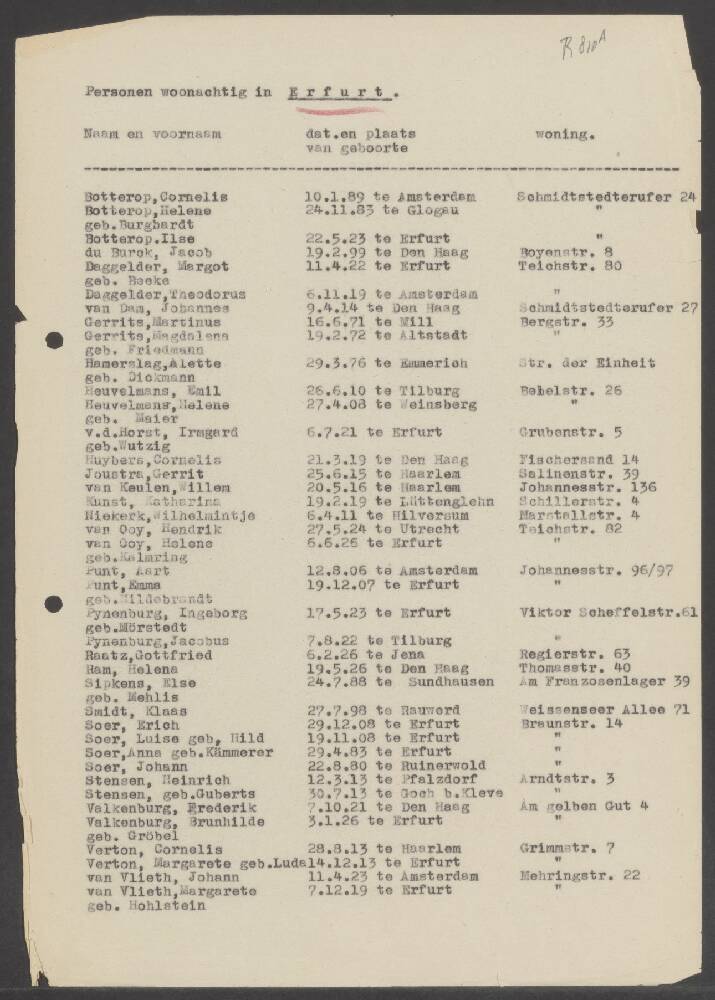 R 810A
Personen woonachtig in Erfurt.
Naam en voornaam dat.en plaats woning.
van geboorte
Botterop,Cornelis 10.1.89 te Amsterdam Schmidtstedterufer 24
Botterop,Helene 24.11.83 te Glogau "
geb.Burghardt
Botterop.Ilse 22.5.23 te Erfurt "
du Burck, Jacob 19.2.99 te Den Haag Boyenstr. 8
Daggelder, Margot 11.4.22 te Erfurt Teichstr. 80
geb. Becke
Daggelder,Theodorus 6.11.19 te Amsterdam "
van Dam, Johannes 9.4.14 te Den Haag Schmidtstedterufer 27
Gerrits,Martinus 16.6.71 te Mill Bergstr. 33
Gerrits,Magdalena 19.2.72 te Altstadt "
geb. Friedmann
Hamerslag,Alette 29.3.76 te Emmerich Str. der Einheit
geb. Dickmann
Heuvelmans, Emil 26.6.10 te Tilburg Bebelstr. 26
Heuvelmans,Helene 27.4.08 te Weinsberg "
geb. Maier
v.d.Horst, Irmgard 6.7.21 te Erfurt Grubenstr. 5
geb.Wutzig
Huybers,Cornelis 21.3.19 te Den Haag Fischersand 14
Joustra,Gerrit 25.6.15 te Haarlem Salinenstr. 39
van Keulen,Willem 20.5.16 te Haarlem Johannesstr. 136
Kunst, Katharina 19.2.19 te Lüttenglehn Schillerstr. 4
Niekerk,Wilhelmintje 6.4.11 te Hilversum Marstallstr. 4
van Ooy, Hendrik 27.5.24 te Utrecht Teichstr. 82
van Ooy, Helene 6.6.26 te Erfurt "
geb.Kalmring
Punt, Aart 12.8.06 te Amsterdam Johannesstr. 96/97
Punt,Emma 19.12.07 te Erfurt "
geb.Hildebrandt
Pynenburg, Ingeborg 17.5.23 te Erfurt Viktor Scheffelstr.61
geb.Mörstedt
Pynenburg,Jacobus 7.8.22 te Tilburg "
Raatz,Gottfried 6.2.26 te Jena Regierstr. 63
Ram, Helena 19.5.26 te Den Haag Thomasstr. 40
Sipkens, Else 24.7.88 te Sundhausen Am Franzosenlager 39
geb. Mehlis
Smidt, Klaas 27.7.98 te Rauwerd Weissenseer Allee 71
Soer, Erich 29.12.08 te Erfurt Braunstr. 14
Soer, Luise geb, Hild 19.11.08 te Erfurt "
Soer,Anna geb.Kämmerer 29.4.83 te Erfurt "
Soer, Johann 22.8.80 te Ruinerwold "
Stensen, Heinrich 12.3.13 te Pfalzdorf Arndtstr. 3
Stensen, geb.Guberts 30.7.13 te Goch b.Kleve "
Valkenburg, Frederik 7.10.21 te Den Haag Am gelben Gut 4
Valkenburg, Brunhilde 3.1.26 te Erfurt "
geb. Gröbel
Verton, Cornelis 28.8.13 te Haarlem Grimmstr. 7
Verton, Margarete geb.Luda14.12.13 te Erfurt "
van Vlieth, Johann 11.4.23 te Amsterdam Mehringstr. 22
van Vlieth,Margarete 7.12.19 te Erfurt "
geb. Hohlstein